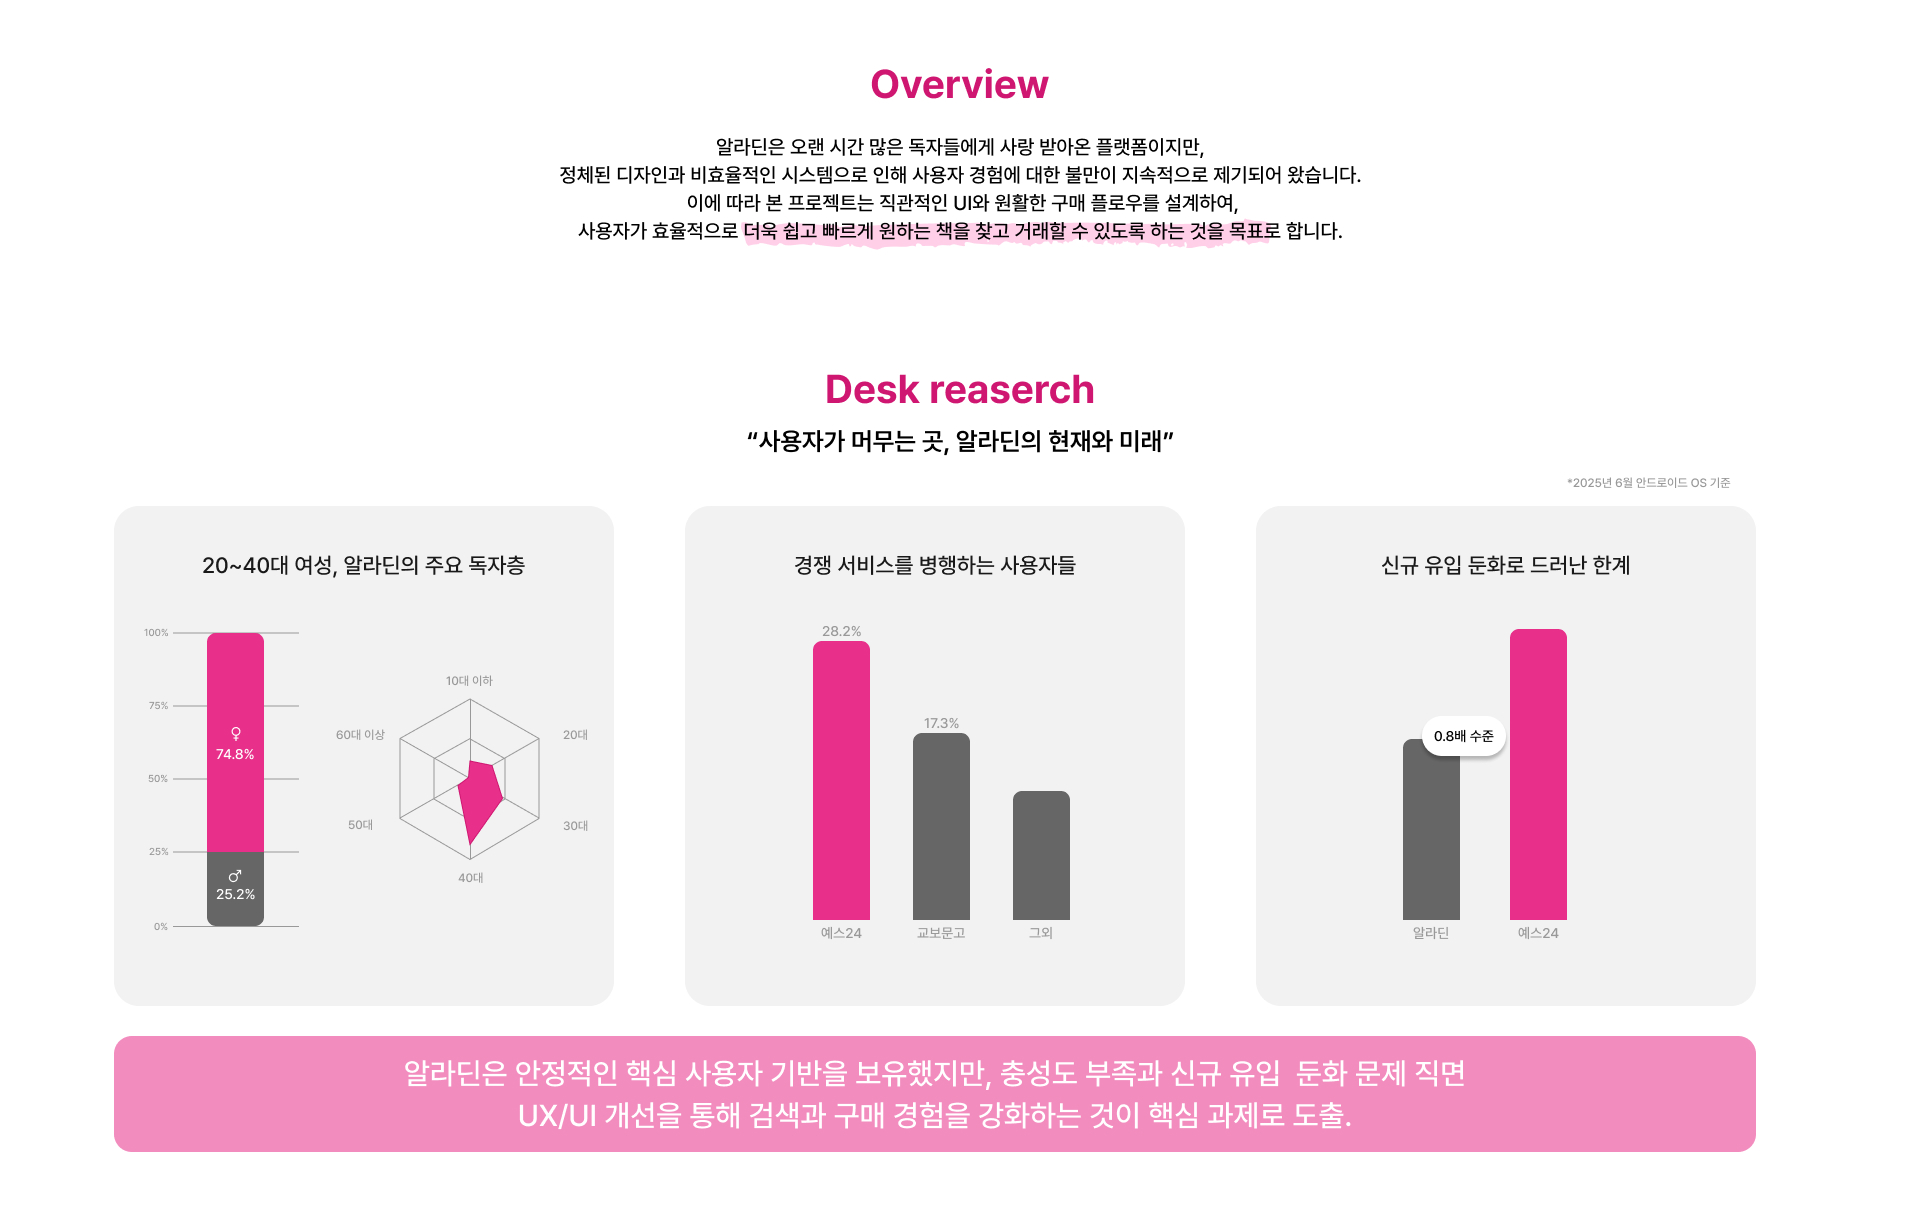 Overview
알라딘은 오랜 시간 많은 독자들에게 사랑 받아온 플랫폼이지만,
정체된 디자인과 비효율적인 시스템으로 인해 사용자 경험에 대한 불만이 지속적으로 제기되어 왔습니다.
이에 따라 본 프로젝트는 직관적인 UI와 원활한 구매 플로우를 설계하여,
사용자가 효율적으로 더욱 쉽고 빠르게 원하는 책을 찾고 거래할 수 있도록 하는 것을 목표로 합니다.
Desk reaserch
“사용자가 머무는 곳, 알라딘의 현재와 미래”
*2025년 6월 안드로이드 OS 기준
20~40대 여성, 알라딘의 주요 독자층
100%
75%
50%
25%
0%
♀
74.8%
♂
25.2%
10대 이하
20대
30대
40대
50대
60대 이상
경쟁 서비스를 병행하는 사용자들
28.2%
17.3%
예스24
교보문고
그외
신규 유입 둔화로 드러난 한계
0.8배 수준
알라딘
예스24
알라딘은 안정적인 핵심 사용자 기반을 보유했지만, 충성도 부족과 신규 유입  둔화 문제 직면
UX/UI 개선을 통해 검색과 구매 경험을 강화하는 것이 핵심 과제로 도출.